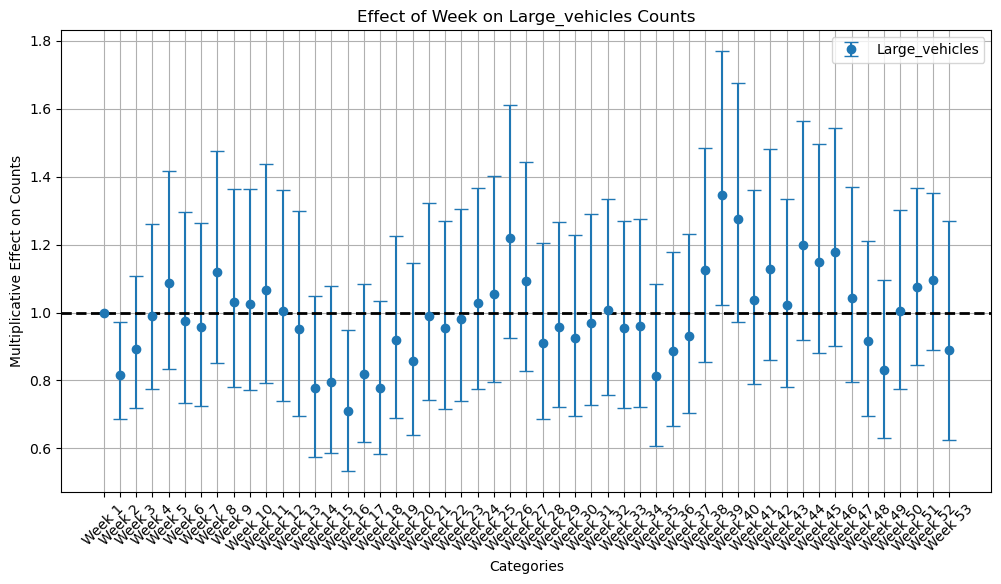 Effect of Week on Large_vehicles Counts
Large_vehicles
Multiplicative Effect on Counts
1.8
1.6
1.4
1.2
1.0
0.8
0.6
Week 1
Week 2
Week 3
Week 4
Week 5
Week 6
Week 7
Week 8
Week 9
Week 10
Week 11
Week 12
Week 13
Week 14
Week 15
Week 16
Week 17
Week 18
Week 19
Week 20
Week 21
Week 22
Week 23
Week 24
Week 25
Week 26
Week 27
Week 28
Week 29
Week 30
Week 31
Week 32
Week 33
Week 34
Week 35
Week 36
Week 37
Week 38
Week 39
Week 40
Week 41
Week 42
Week 43
Week 44
Week 45
Week 46
Week 47
Week 48
Week 49
Week 50
Week 51
Week 52
Week 53
Categories